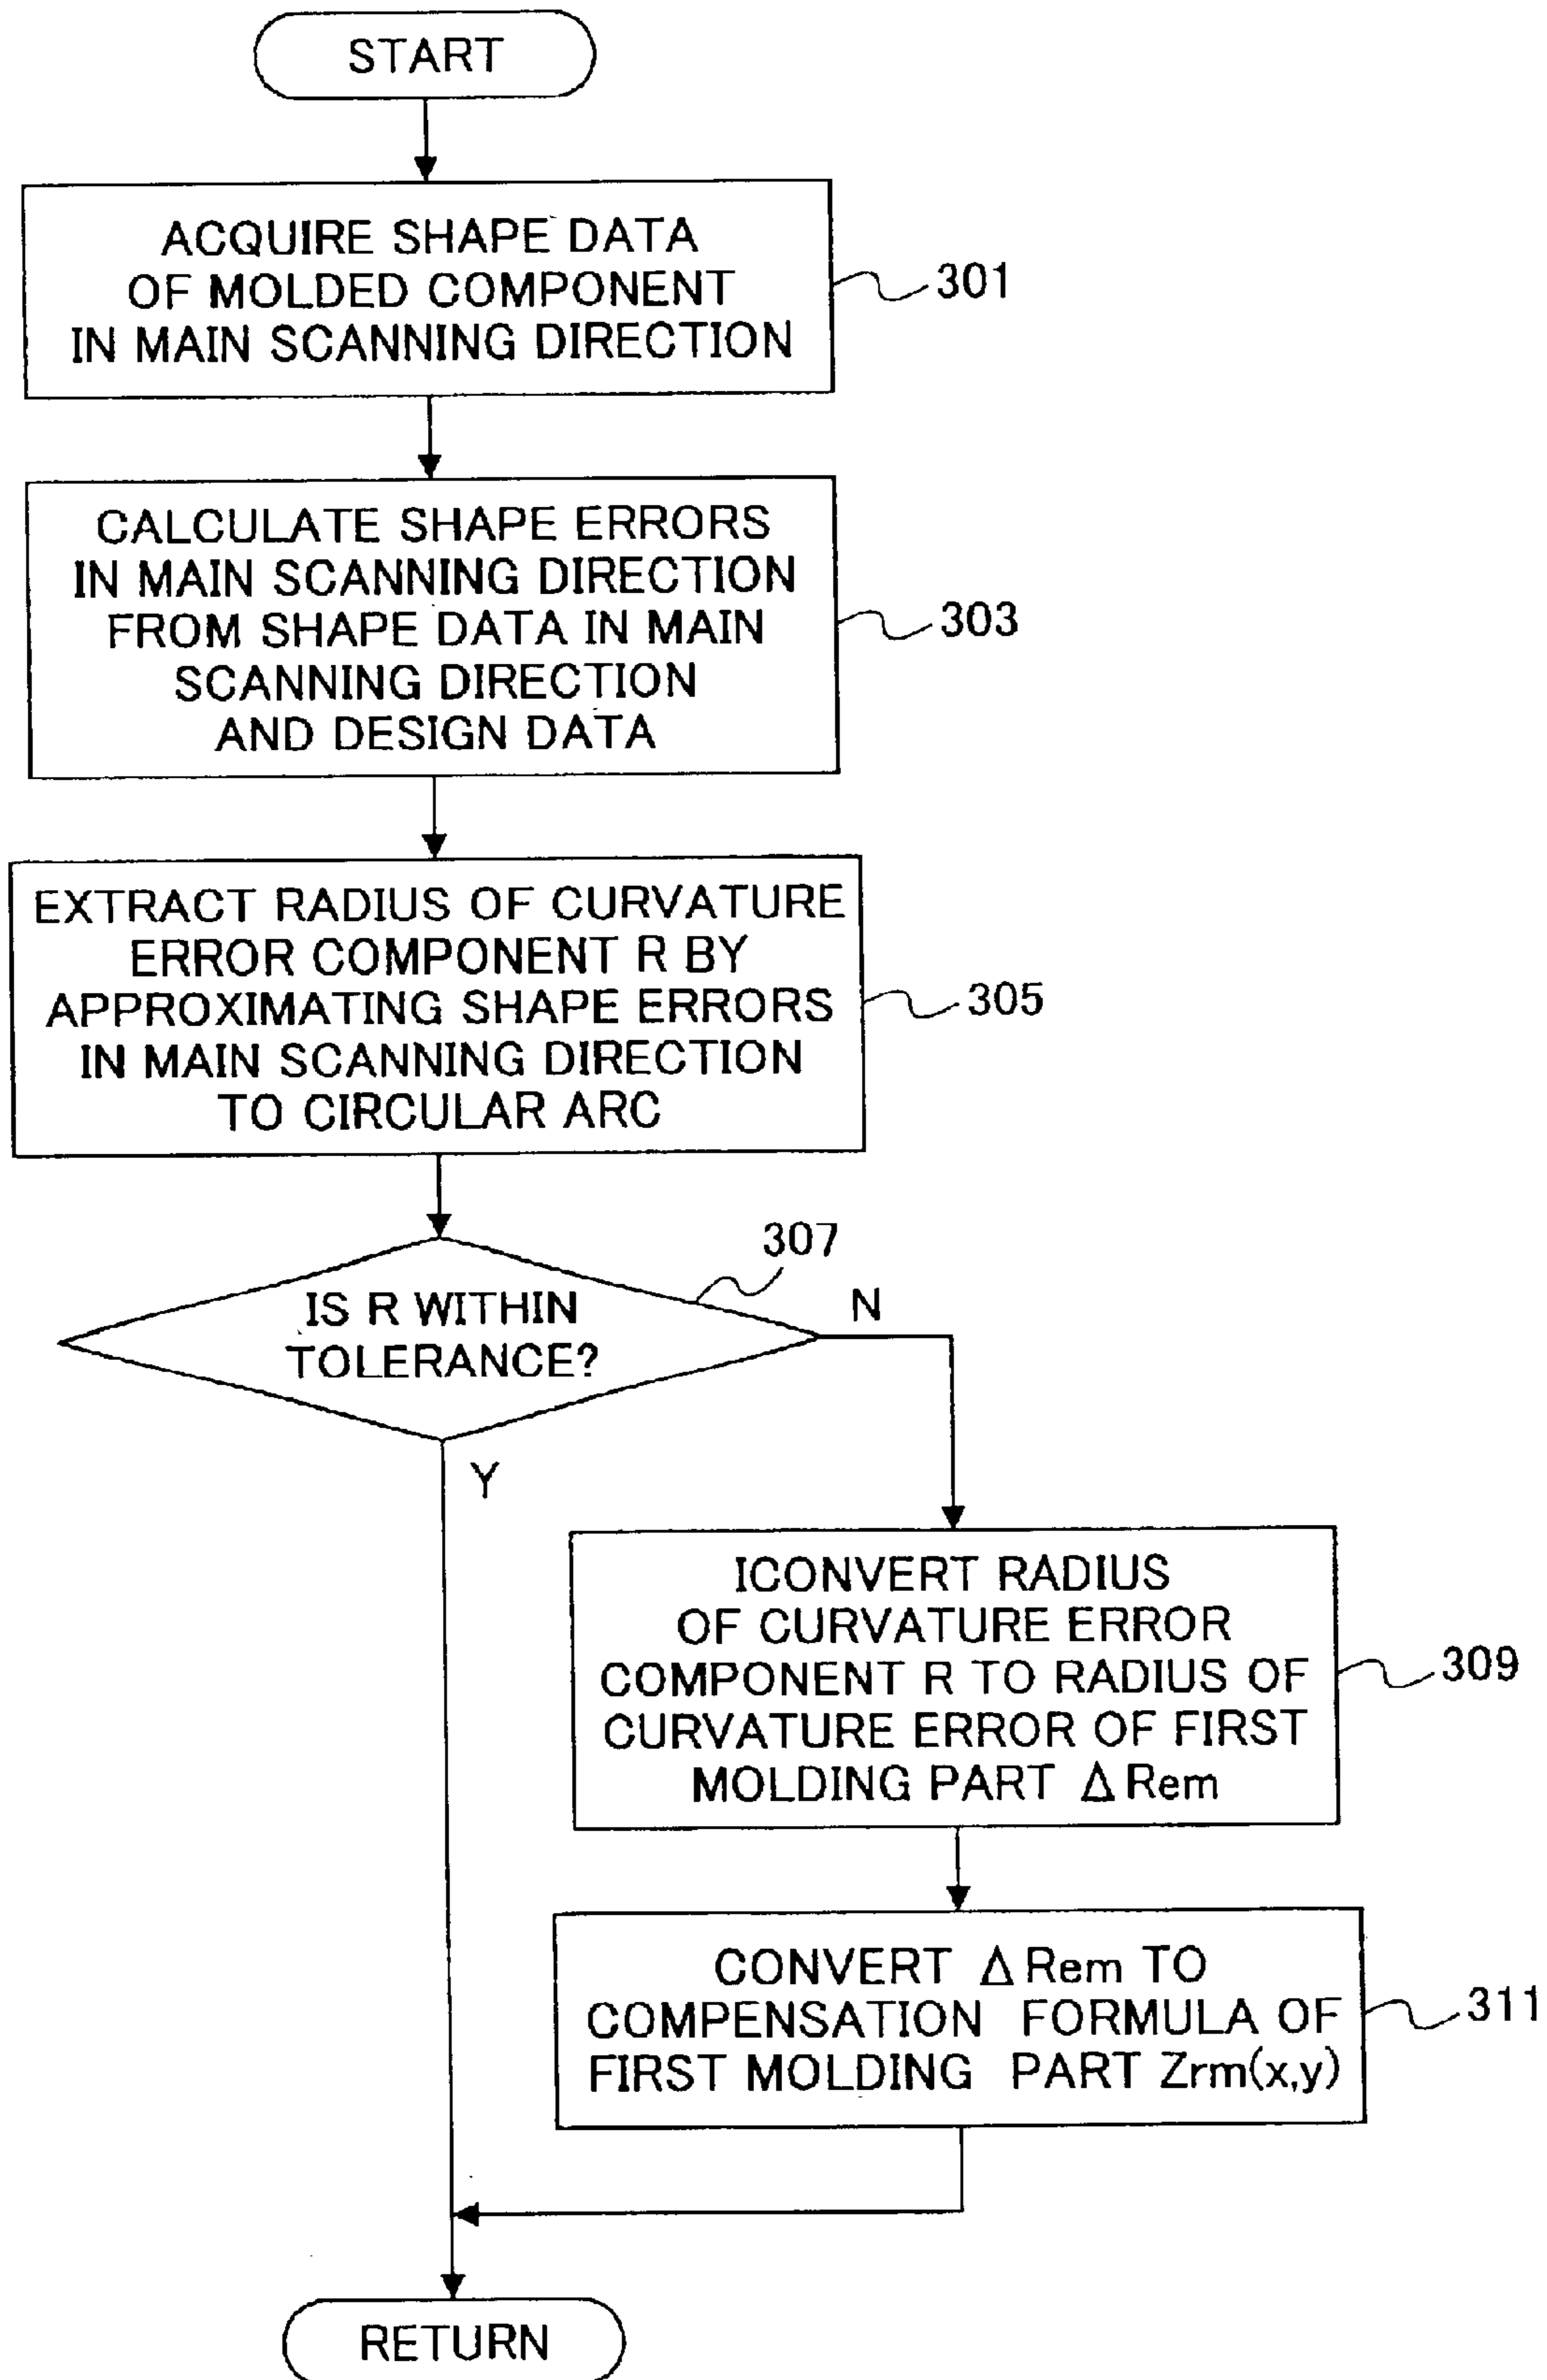 START
ACQUIRE SHAPE DATA
OF MOLDED COMPONENT
IN MAIN SCANNING DIRECTION
301
CALCULATE SHAPE ERRORS
IN MAIN SCANNING DIRECTION
FROM SHAPE DATA IN MAIN
SCANNING DIRECTION
AND DESIGN DATA
303
EXTRACT RADIUS OF CURVATURE
ERROR COMPONENT R BY
APPROXIMATING SHAPE ERRORS
IN MAIN SCANNING DIRECTION
TO CIRCULAR ARC
305
307
IS R WITHIN
TOLERANCE?
N
Y
ICONVERT RADIUS
OF CURVATURE ERROR
COMPONENT R TO RADIUS OF
CURVATURE ERROR OF FIRST
MOLDING PART Δ Rem
309
CONVERT Δ Rem TO
COMPENSATION FORMULA OF
FIRST MOLDING PART Zrm(x,y)
311
RETURN